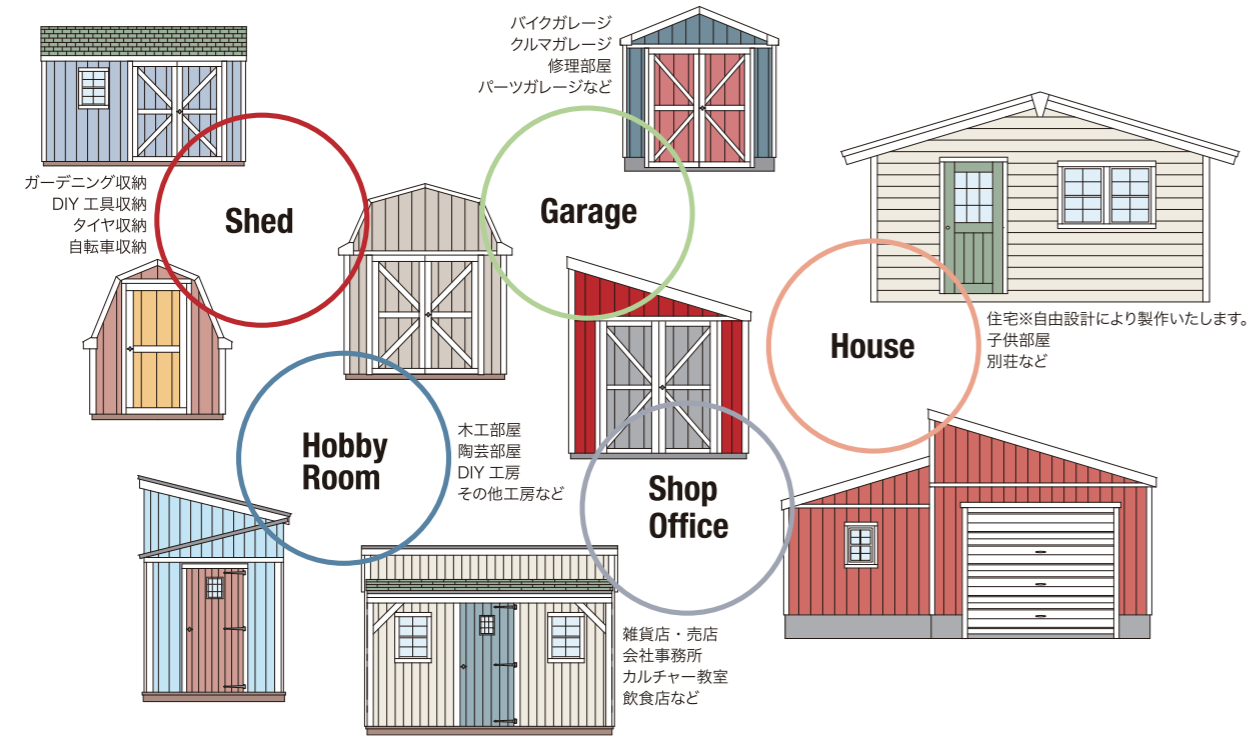 バイクガレージ
クルマガレージ
修理部屋
パーツガレージなど
Garage
ガーデニング収納
DIY 工具収納
タイヤ収納
自転車収納
Shed
House
住宅※自由設計により製作いたします。
子供部屋
別荘など
Hobby
Room
木工部屋
陶芸部屋
DIY 工房
その他工房など
Shop
Office
雑貨店・売店
会社事務所
カルチャー教室
飲食店など